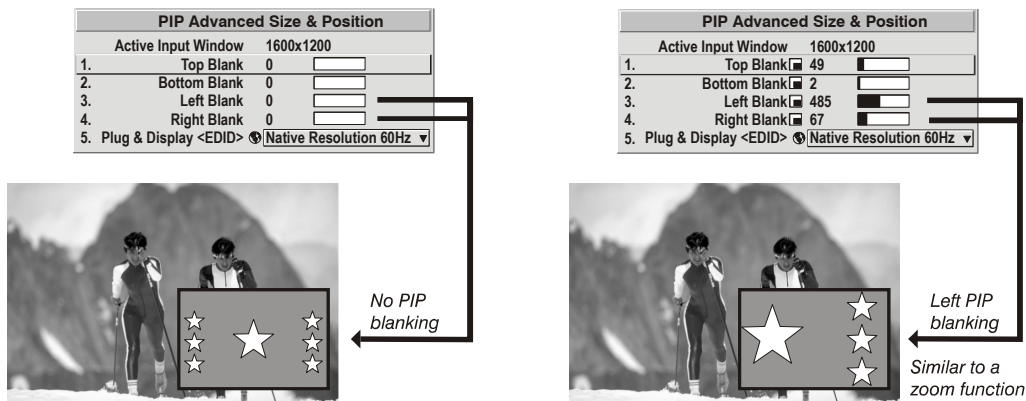 PIP Advanced Size & Position
Active Input Window 1600x1200
1. Top Blank 0
2. Bottom Blank 0
3. Left Blank 0
4. Right Blank 0
5. Plug & Display <EDID> Native Resolution 60Hz
No PIP
blanking
PIP Advanced Size & Position
Active Input Window 1600x1200
1. Top Blank 49
2. Bottom Blank 2
3. Left Blank 485
4. Right Blank 67
5. Plug & Display <EDID> Native Resolution 60Hz
Left PIP
blanking
Similar to a
zoom function